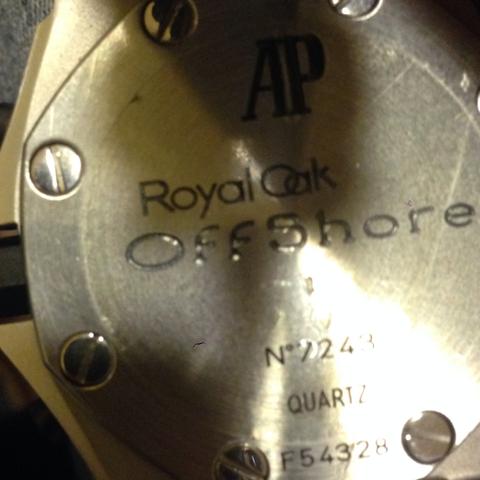 AP
Royal Oak
OffShore
N°7243
QUARTZ
F54328